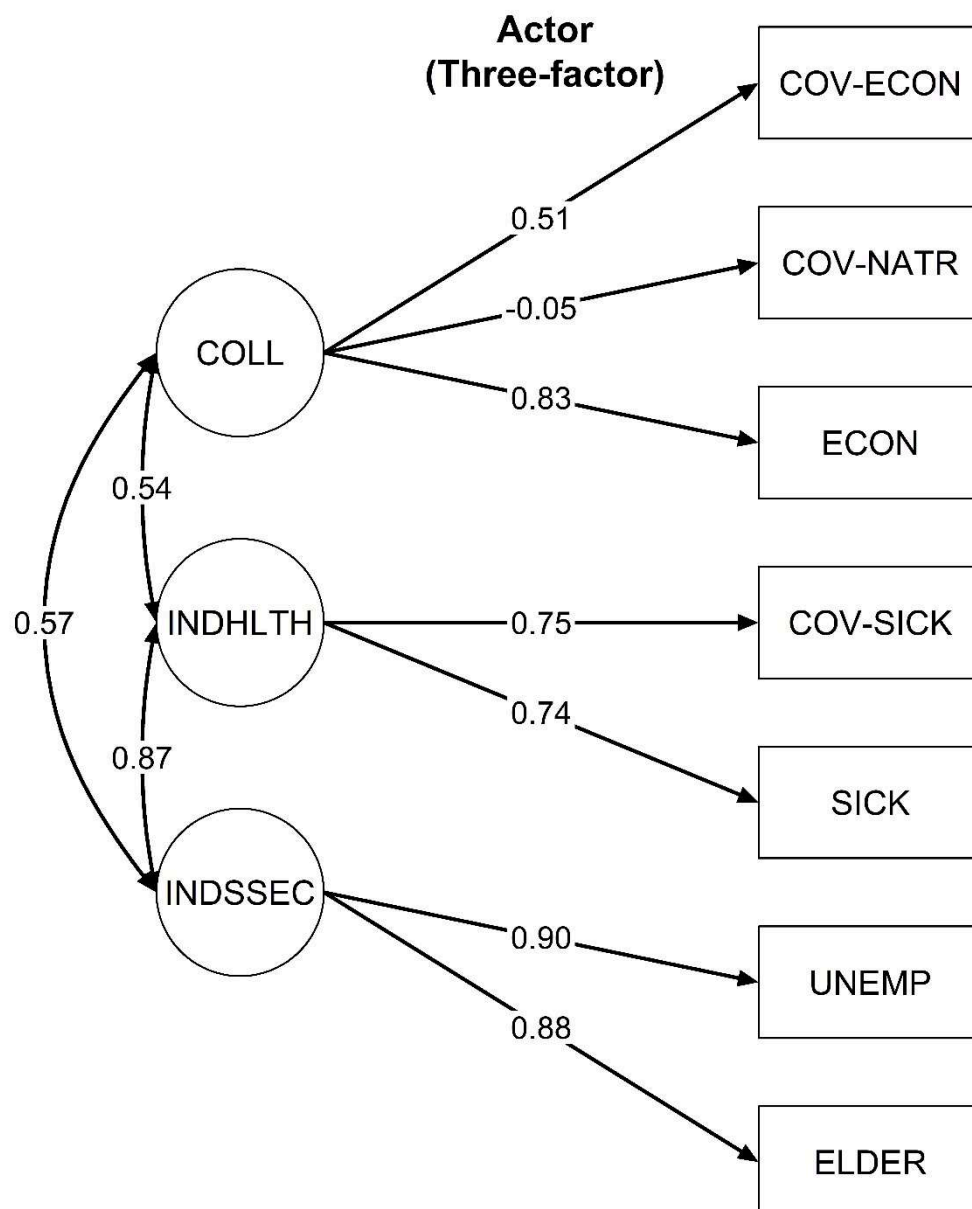 Actor
(Three-factor)
COV-ECON
0.51
COV-NATR
-0.05
COLL
0.83
ECON
0.54
0.57
INDHLTH
0.75
COV-SICK
0.74
0.87
SICK
INDSSEC
0.90
UNEMP
0.88
ELDER